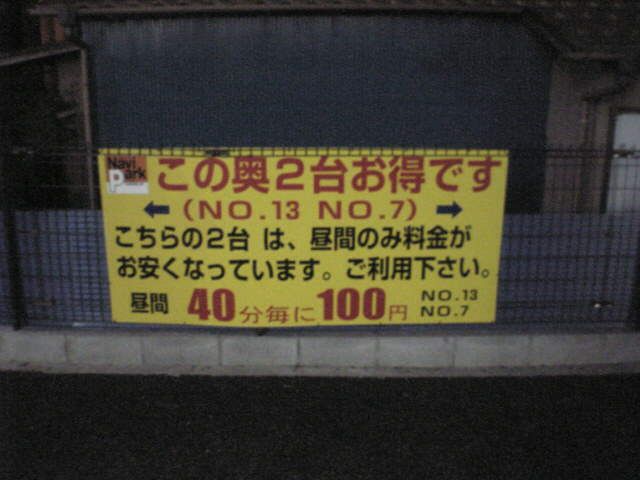 Navi Park
この奥2台お得です
(NO.13 NO.7)
こちらの2台 は、昼間のみ料金が
お安くなっています。ご利用下さい。
昼間 40分毎に100円 NO.13
NO.7